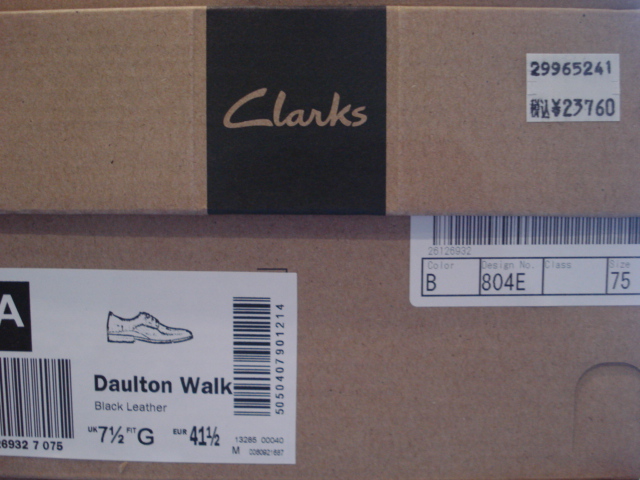 29965241
税込¥23760
Clarks
26126932
Color Design No. Class Size
B 804E 75
A
Daulton Walk
Black Leather
UK 7½ FIT G EUR 41½
5050407901214
26932 7 075
13266 00040
M